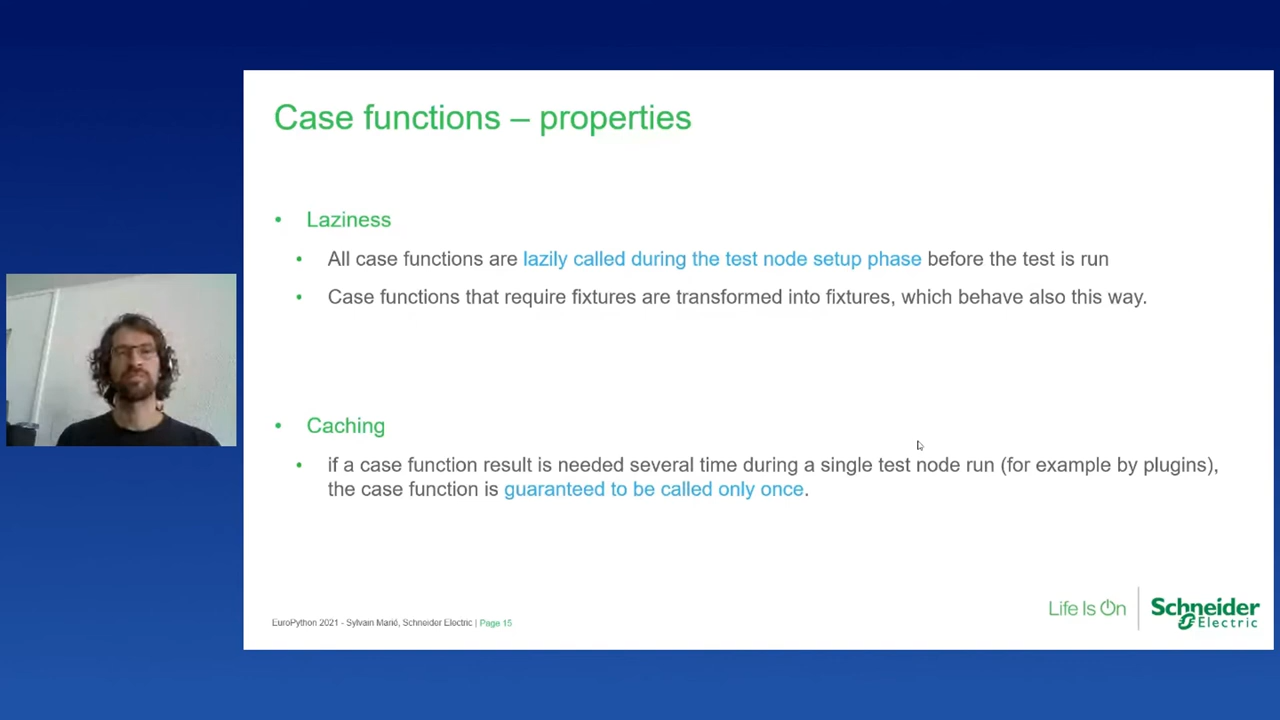 Case functions – properties
• Laziness
• All case functions are lazily called during the test node setup phase before the test is run
• Case functions that require fixtures are transformed into fixtures, which behave also this way.
• Caching
• if a case function result is needed several time during a single test node run (for example by plugins),
the case function is guaranteed to be called only once.
EuroPython 2021 - Sylvain Marié, Schneider Electric | Page 15
Life Is On
Schneider
Electric